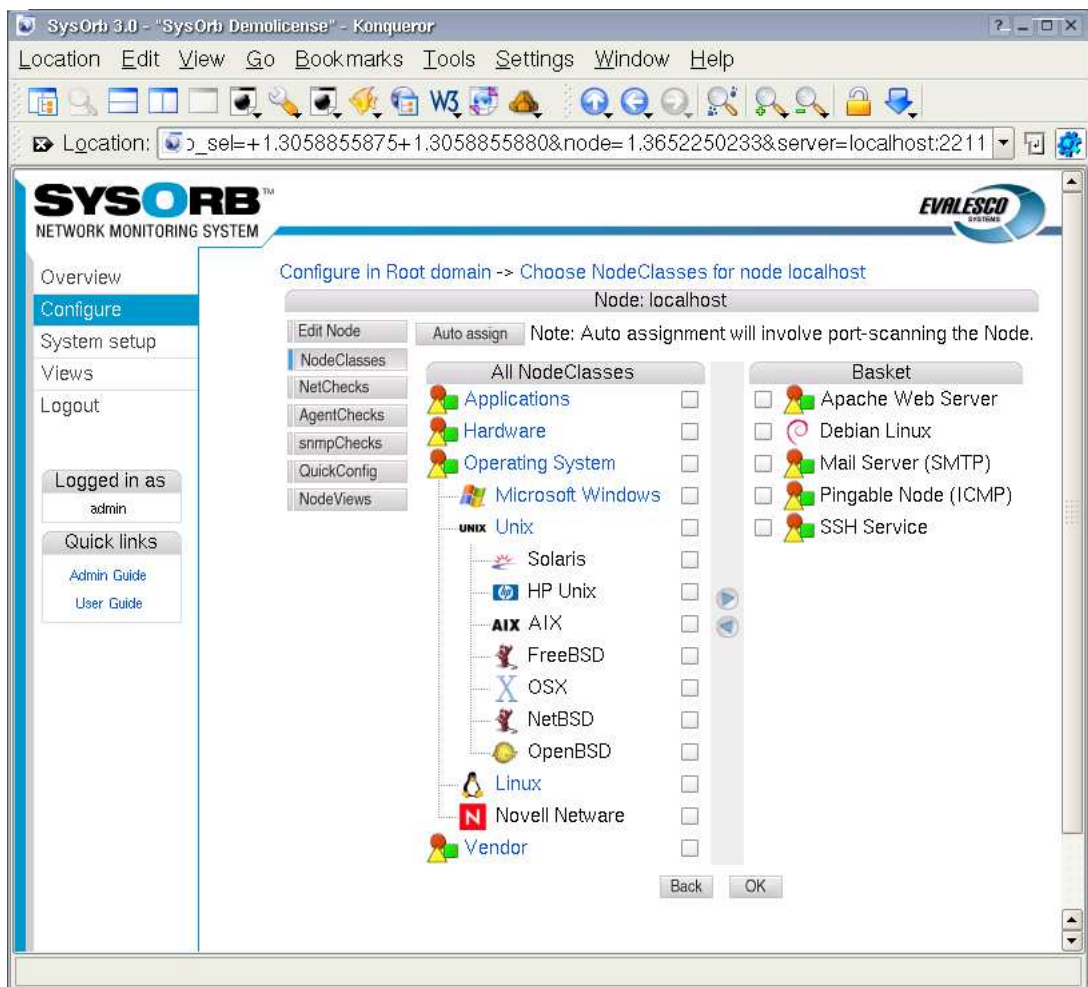 SysOrb 3.0 - "SysOrb Demolicense" - Konqueror
Location Edit View Go Bookmarks Tools Settings Window Help
W3
Location: o_sel=+1.3058855875+1.3058855880&node=1.3652250233&server=localhost:2211
SYSORB™
NETWORK MONITORING SYSTEM
EVALESCO
SYSTEMS
Overview
Configure
System setup
Views
Logout
Logged in as
admin
Quick links
Admin Guide
User Guide
Configure in Root domain -> Choose NodeClasses for node localhost
Node: localhost
Edit Node
NodeClasses
NetChecks
AgentChecks
snmpChecks
QuickConfig
NodeViews
Auto assign Note: Auto assignment will involve port-scanning the Node.
All NodeClasses
Applications
Hardware
Operating System
Microsoft Windows
UNIX Unix
Solaris
hp HP Unix
AIX AIX
FreeBSD
X OSX
NetBSD
OpenBSD
Linux
N Novell Netware
Vendor
Basket
Apache Web Server
Debian Linux
Mail Server (SMTP)
Pingable Node (ICMP)
SSH Service
Back OK